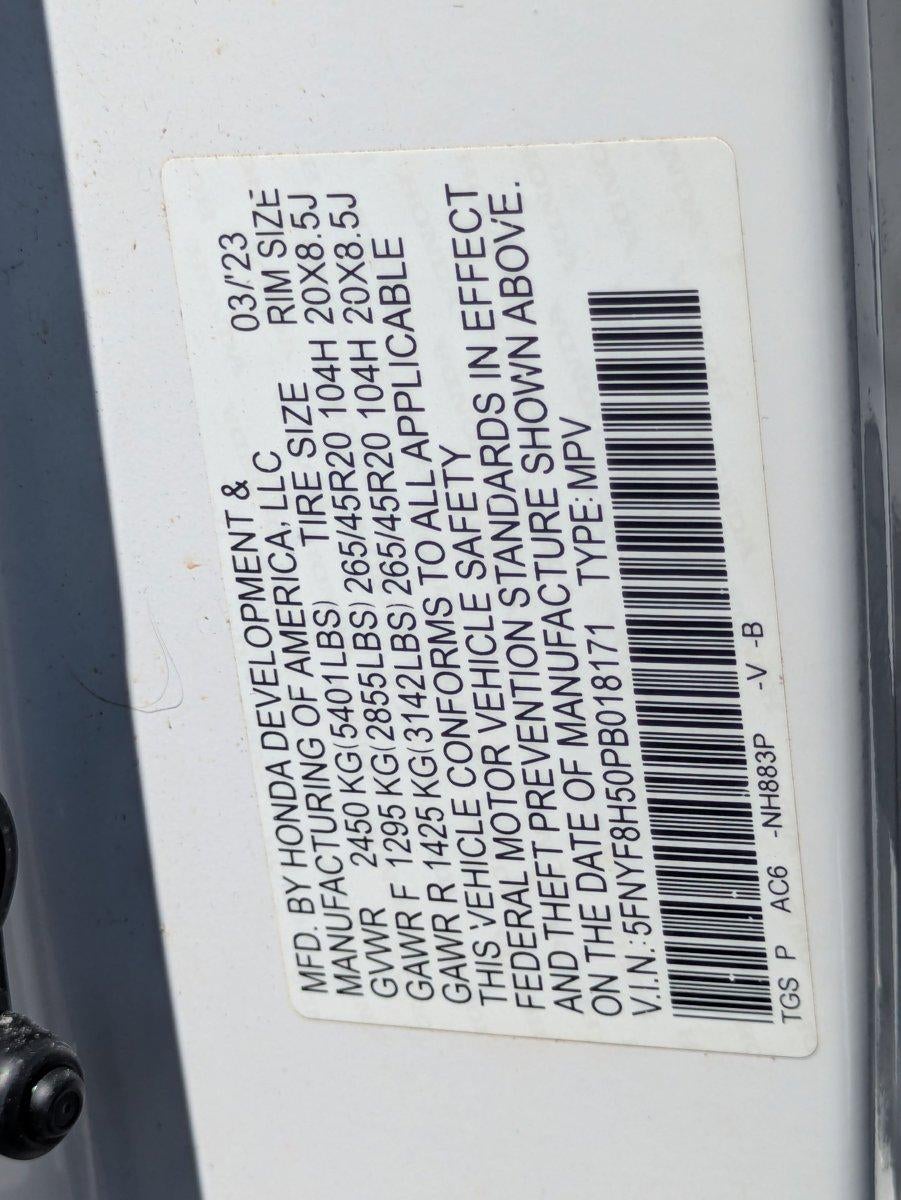 MFD. BY HONDA DEVELOPMENT & 03/'23
MANUFACTURING OF AMERICA, LLC RIM SIZE
GVWR 2450 KG(5401LBS) TIRE SIZE
GAWR F 1295 KG(2855LBS) 265/45R20 104H 20X8.5J
GAWR R 1425 KG(3142LBS) 265/45R20 104H 20X8.5J
THIS VEHICLE CONFORMS TO ALL APPLICABLE
FEDERAL MOTOR VEHICLE SAFETY
AND THEFT PREVENTION STANDARDS IN EFFECT
ON THE DATE OF MANUFACTURE SHOWN ABOVE.
V.I.N.:5FNYF8H50PB018171 TYPE:MPV
TGS P AC6 -NH883P -V -B